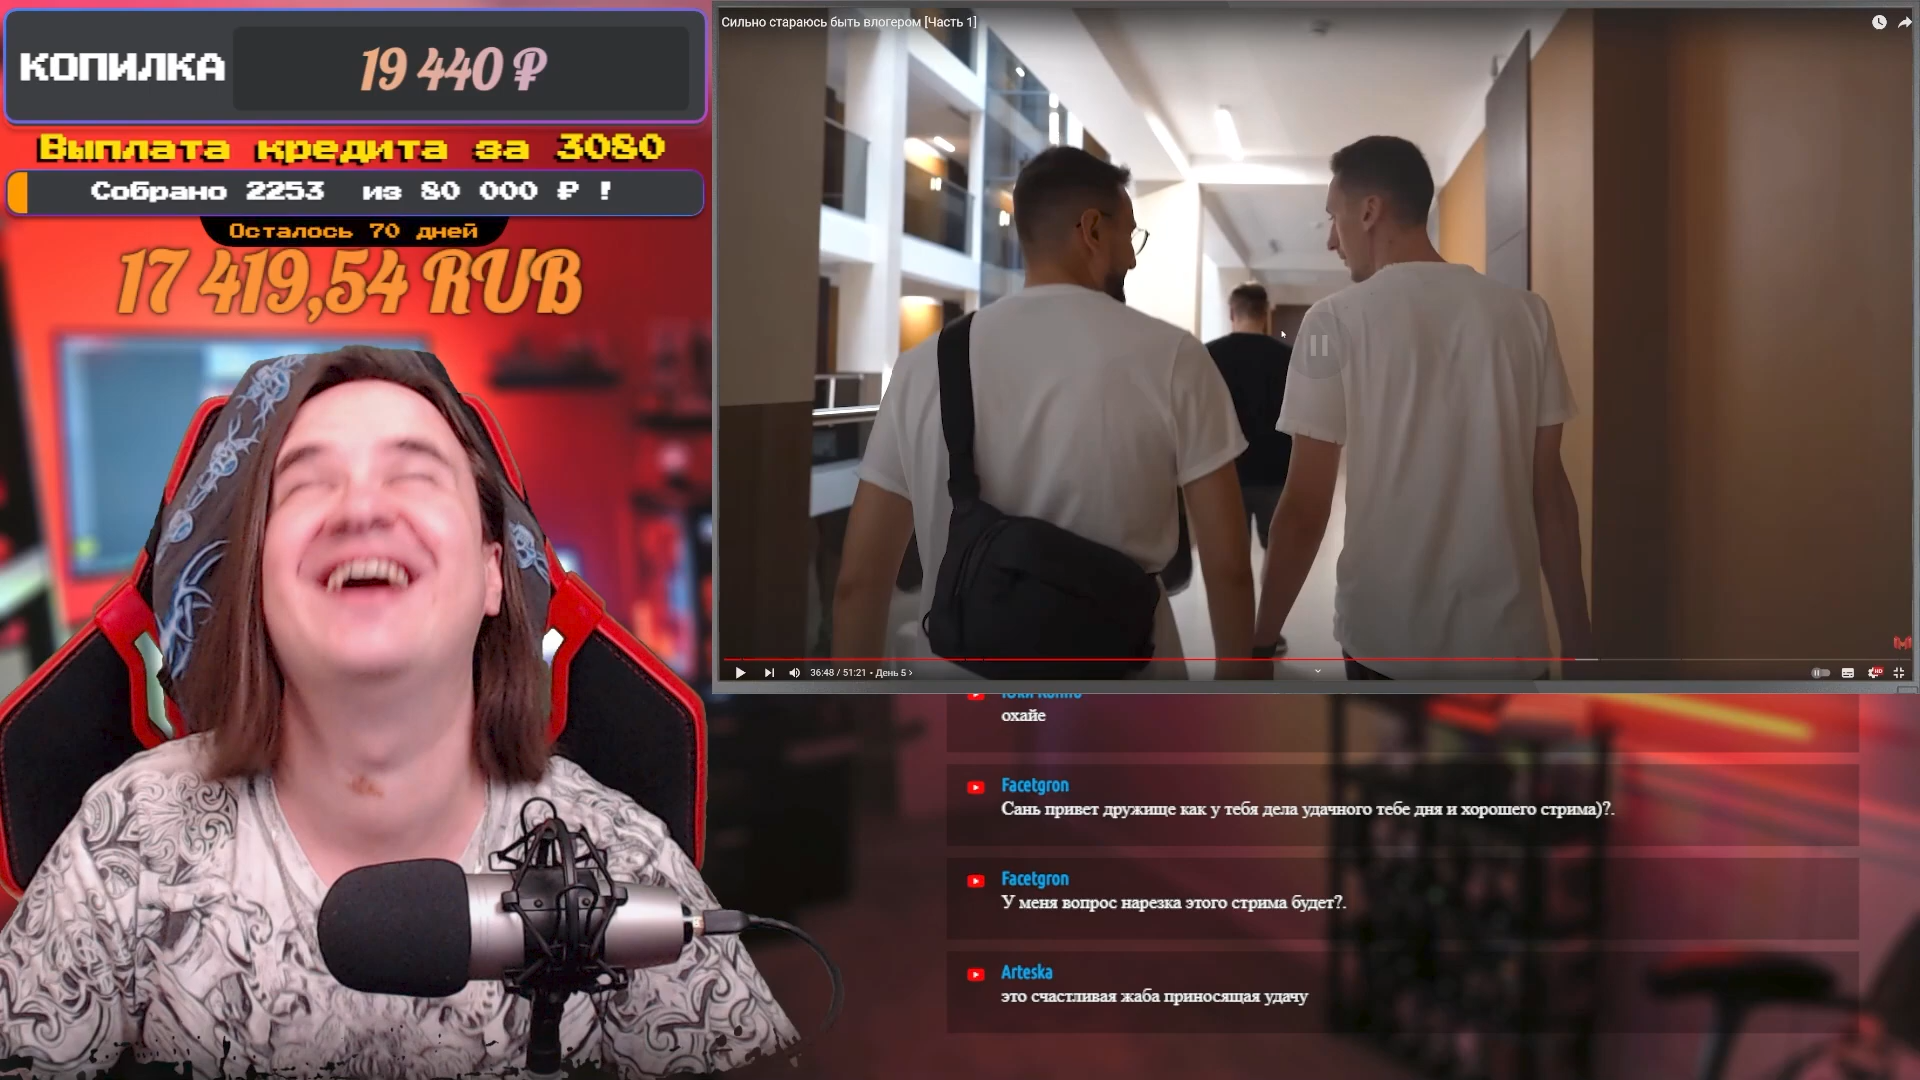 КОПИЛКА
19 440 ₽
Выплата кредита за 3080
Собрано 2253 из 80 000 ₽ !
Осталось 70 дней
17 419,54 RUB
Сильно стараюсь быть влогером [Часть 1]
36:48 / 51:21 • День 5 ›
HD
охайе
Facetgron
Сань привет дружище как у тебя дела удачного тебе дня и хорошего стрима)?.
Facetgron
У меня вопрос нарезка этого стрима будет?.
Arteska
это счастливая жаба приносящая удачу